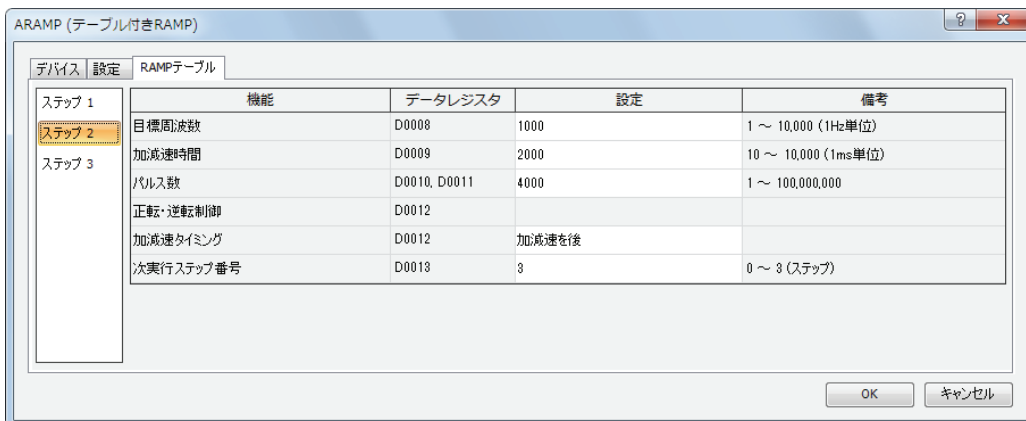 ARAMP (テーブル付きRAMP)
デバイス 設定 RAMPテーブル
ステップ 1
ステップ 2
ステップ 3
機能 データレジスタ 設定 備考
目標周波数 D0008 1000 1 ～ 10,000 (1Hz単位)
加減速時間 D0009 2000 10 ～ 10,000 (1ms単位)
パルス数 D0010, D0011 4000 1 ～ 100,000,000
正転・逆転制御 D0012
加減速タイミング D0012 加減速を後
次実行ステップ番号 D0013 3 0 ～ 3 (ステップ)
OK キャンセル